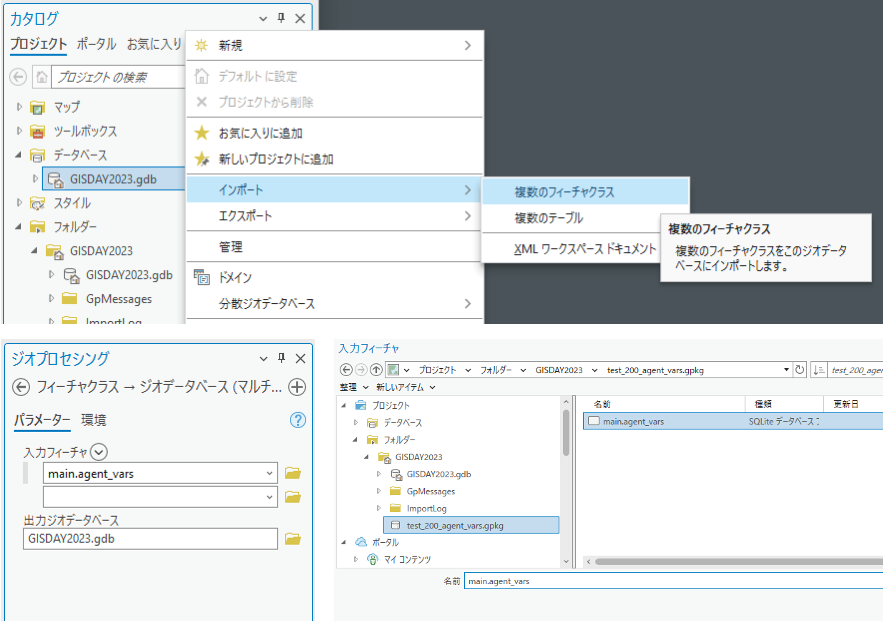 カタログ
プロジェクト ポータル お気に入り
プロジェクト の検索
マップ
ツールボックス
データベース
GISDAY2023.gdb
スタイル
フォルダー
GISDAY2023
GISDAY2023.gdb
GpMessages
ImportLog
新規
デフォルト に設定
プロジェクトから削除
お気に入りに追加
新しいプロジェクトに追加
インポート
エクスポート
管理
ドメイン
分散ジオデータベース
複数のフィーチャクラス
複数のテーブル
XML ワークスペース ドキュメント
複数のフィーチャクラス
複数のフィーチャクラスをこのジオデータ
ベースにインポートします。
ジオプロセシング
フィーチャクラス → ジオデータベース (マルチ...
パラメーター 環境
入力フィーチャ
main.agent_vars
出力ジオデータベース
GISDAY2023.gdb
入力フィーチャ
プロジェクト フォルダー GISDAY2023 test_200_agent_vars.gpkg
test_200_agen
整理 新しいアイテム
プロジェクト
データベース
フォルダー
GISDAY2023
GISDAY2023.gdb
GpMessages
ImportLog
test_200_agent_vars.gpkg
ポータル
マイ コンテンツ
名前 種類 更新日
main.agent_vars SQLite データベース
名前 main.agent_vars